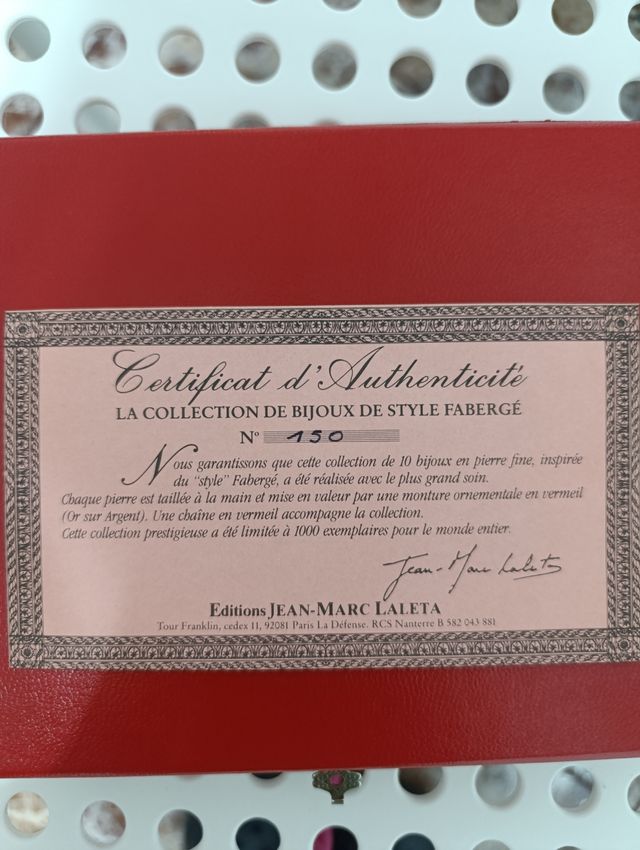 Certificat d'Authenticité
LA COLLECTION DE BIJOUX DE STYLE FABERGÉ
N° 150
Nous garantissons que cette collection de 10 bijoux en pierre fine, inspirée
du "style" Fabergé, a été réalisée avec le plus grand soin.
Chaque pierre est taillée à la main et mise en valeur par une monture ornementale en vermeil
(Or sur Argent). Une chaîne en vermeil accompagne la collection.
Cette collection prestigieuse a été limitée à 1000 exemplaires pour le monde entier.
Jean-Marc Laleta
Editions JEAN-MARC LALETA
Tour Franklin, cedex 11, 92081 Paris La Défense. RCS Nanterre B 582 043 881